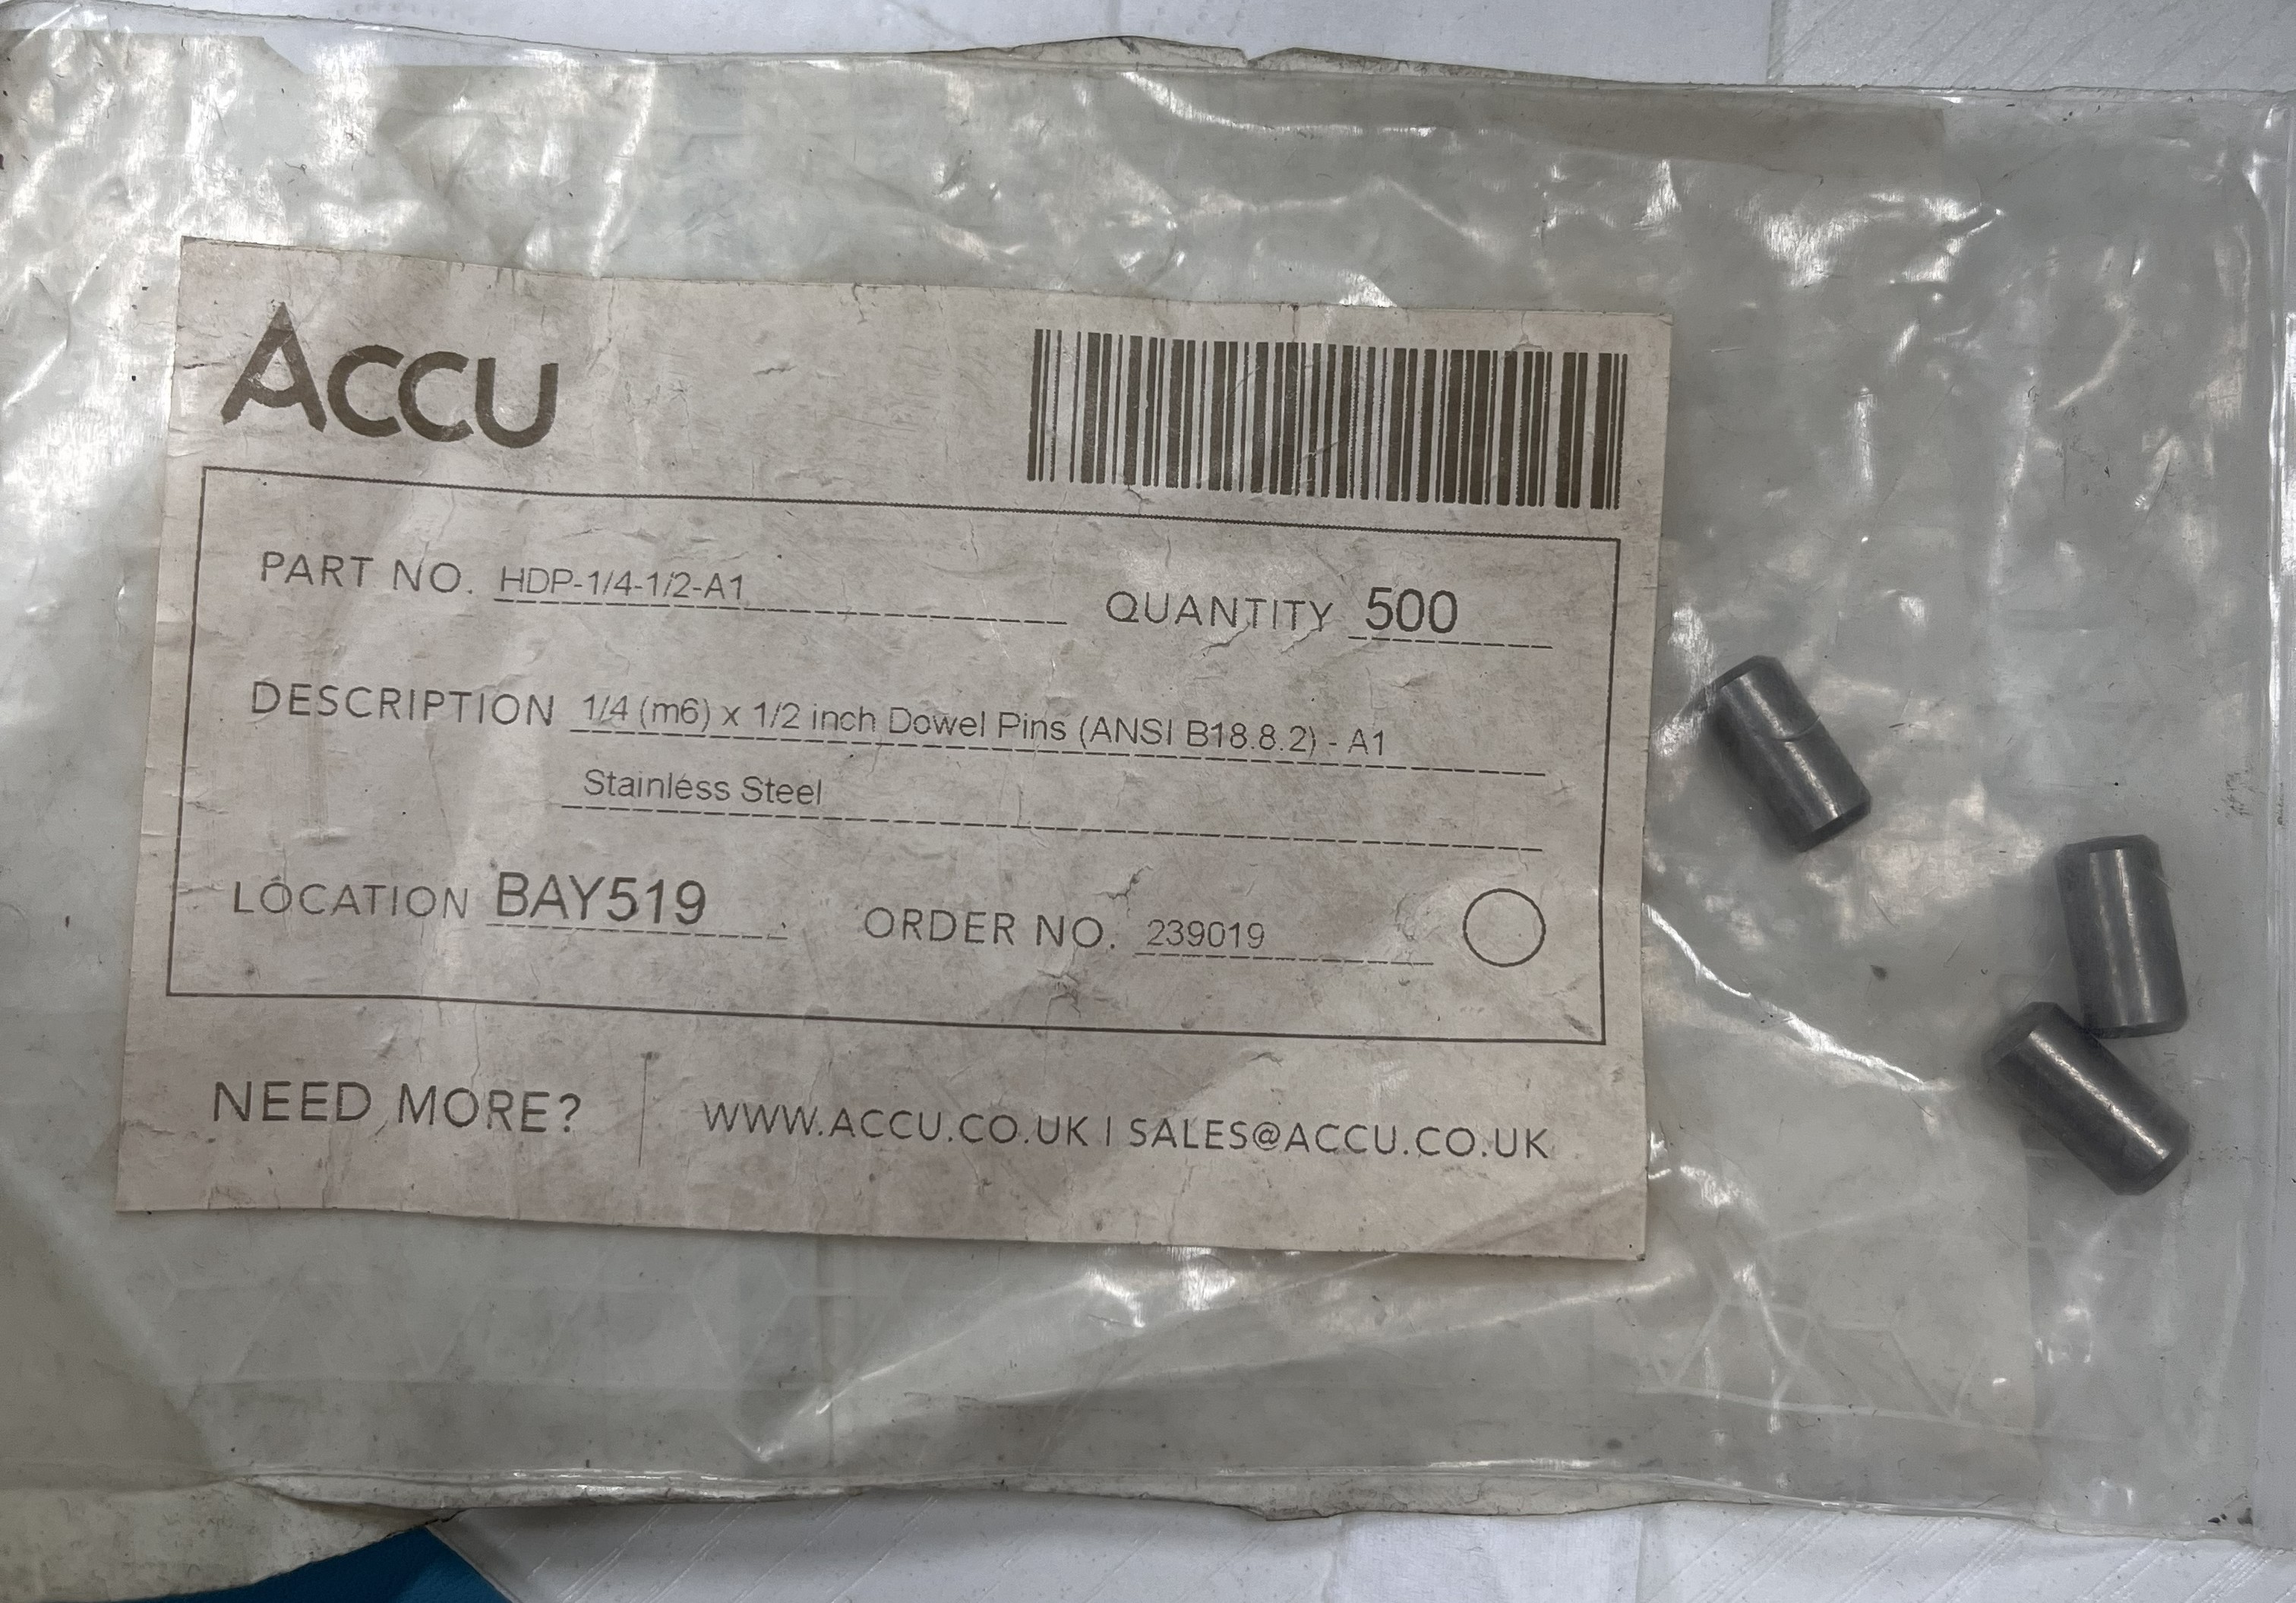 ACCU
PART NO. HDP-1/4-1/2-A1 QUANTITY 500
DESCRIPTION 1/4 (m6) x 1/2 inch Dowel Pins (ANSI B18.8.2) - A1
Stainless Steel
LOCATION BAY519 ORDER NO. 239019
NEED MORE? WWW.ACCU.CO.UK | SALES@ACCU.CO.UK